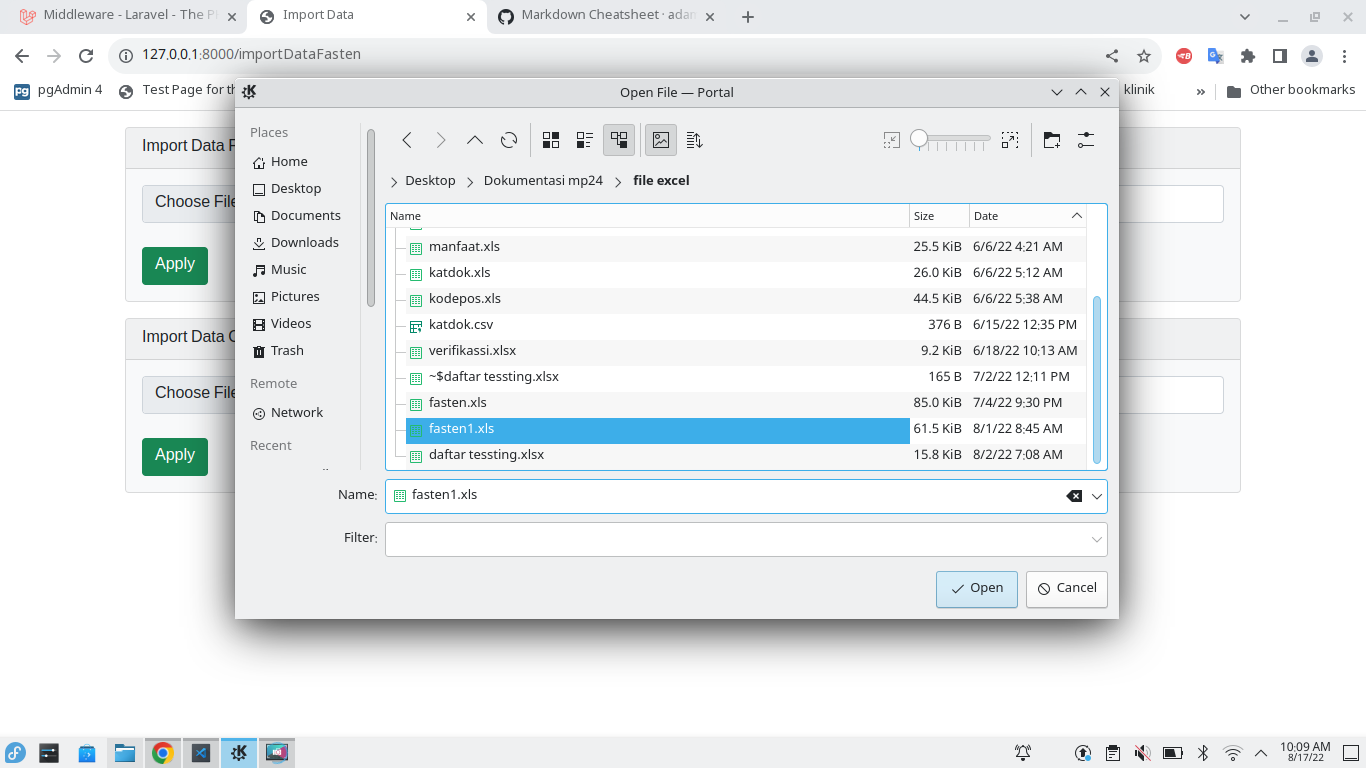 Middleware - Laravel - The P
Import Data
Markdown Cheatsheet · adam
127.0.0.1:8000/importDataFasten
pgAdmin 4
Test Page for th
klinik
»
Other bookmarks
Open File — Portal
Import Data F
Choose File
Apply
Import Data
Choose File
Apply
Places
Home
Desktop
Documents
Downloads
Music
Pictures
Videos
Trash
Remote
Network
Recent
Desktop
Dokumentasi mp24
file excel
Name Size Date
manfaat.xls 25.5 KiB 6/6/22 4:21 AM
katdok.xls 26.0 KiB 6/6/22 5:12 AM
kodepos.xls 44.5 KiB 6/6/22 5:38 AM
katdok.csv 376 B 6/15/22 12:35 PM
verifikassi.xlsx 9.2 KiB 6/18/22 10:13 AM
~$daftar tessting.xlsx 165 B 7/2/22 12:11 PM
fasten.xls 85.0 KiB 7/4/22 9:30 PM
fasten1.xls 61.5 KiB 8/1/22 8:45 AM
daftar tessting.xlsx 15.8 KiB 8/2/22 7:08 AM
Name: fasten1.xls
Filter:
Open
Cancel
10:09 AM
8/17/22